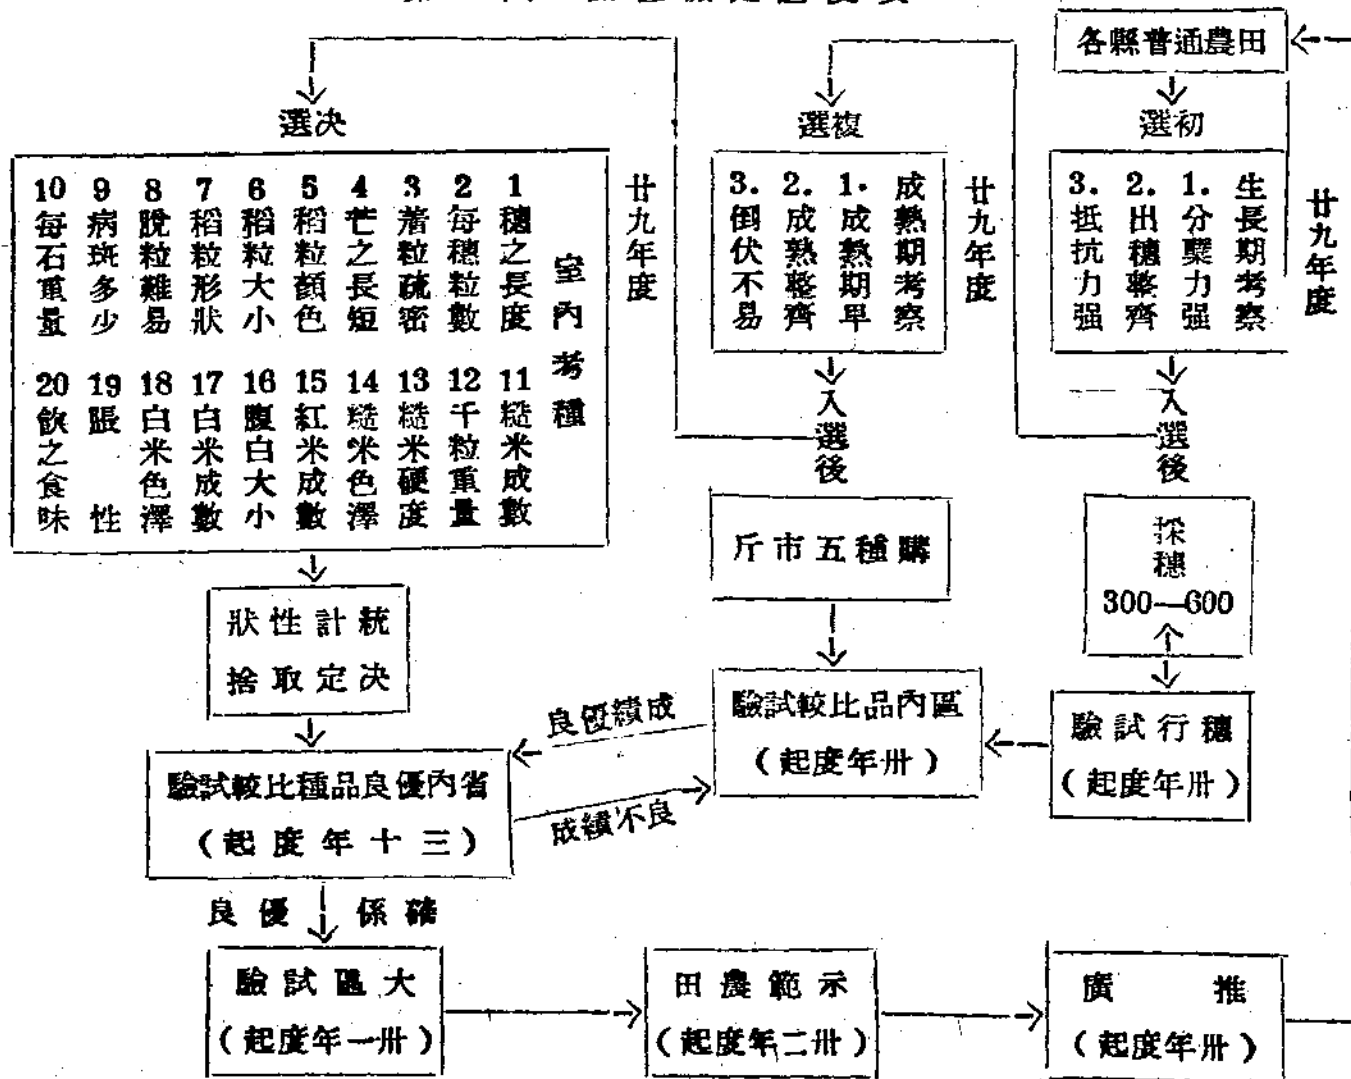 各縣普通農田
初選
廿九年度
生長期考察
1. 分糵力强
2. 出穗整齊
3. 抵抗力强
入選後
採穗
300—600
穗行試驗
（卅年度起）
複選
廿九年度
成熟期考察
1. 成熟期早
2. 成熟整齊
3. 倒伏不易
入選後
購種五市斤
區內品比較試驗
（卅年度起）
決選
廿九年度
室內考種
1 穗之長度
2 每穗粒數
3 着粒疏密
4 芒之長短
5 稻粒顏色
6 稻粒大小
7 稻粒形狀
8 脫粒難易
9 病斑多少
10 每石重量
11 糙米成數
12 千粒重量
13 糙米硬度
14 糙米色澤
15 紅米成數
16 腹白大小
17 白米成數
18 白米色澤
19 脹性
20 飲之食味
統計性狀
决定取捨
成績優良
成績不良
省內優良品種比較試驗
（三十年度起）
確係優良
大區試驗
（卅一年度起）
示範農田
（卅二年度起）
推廣
（卅年度起）